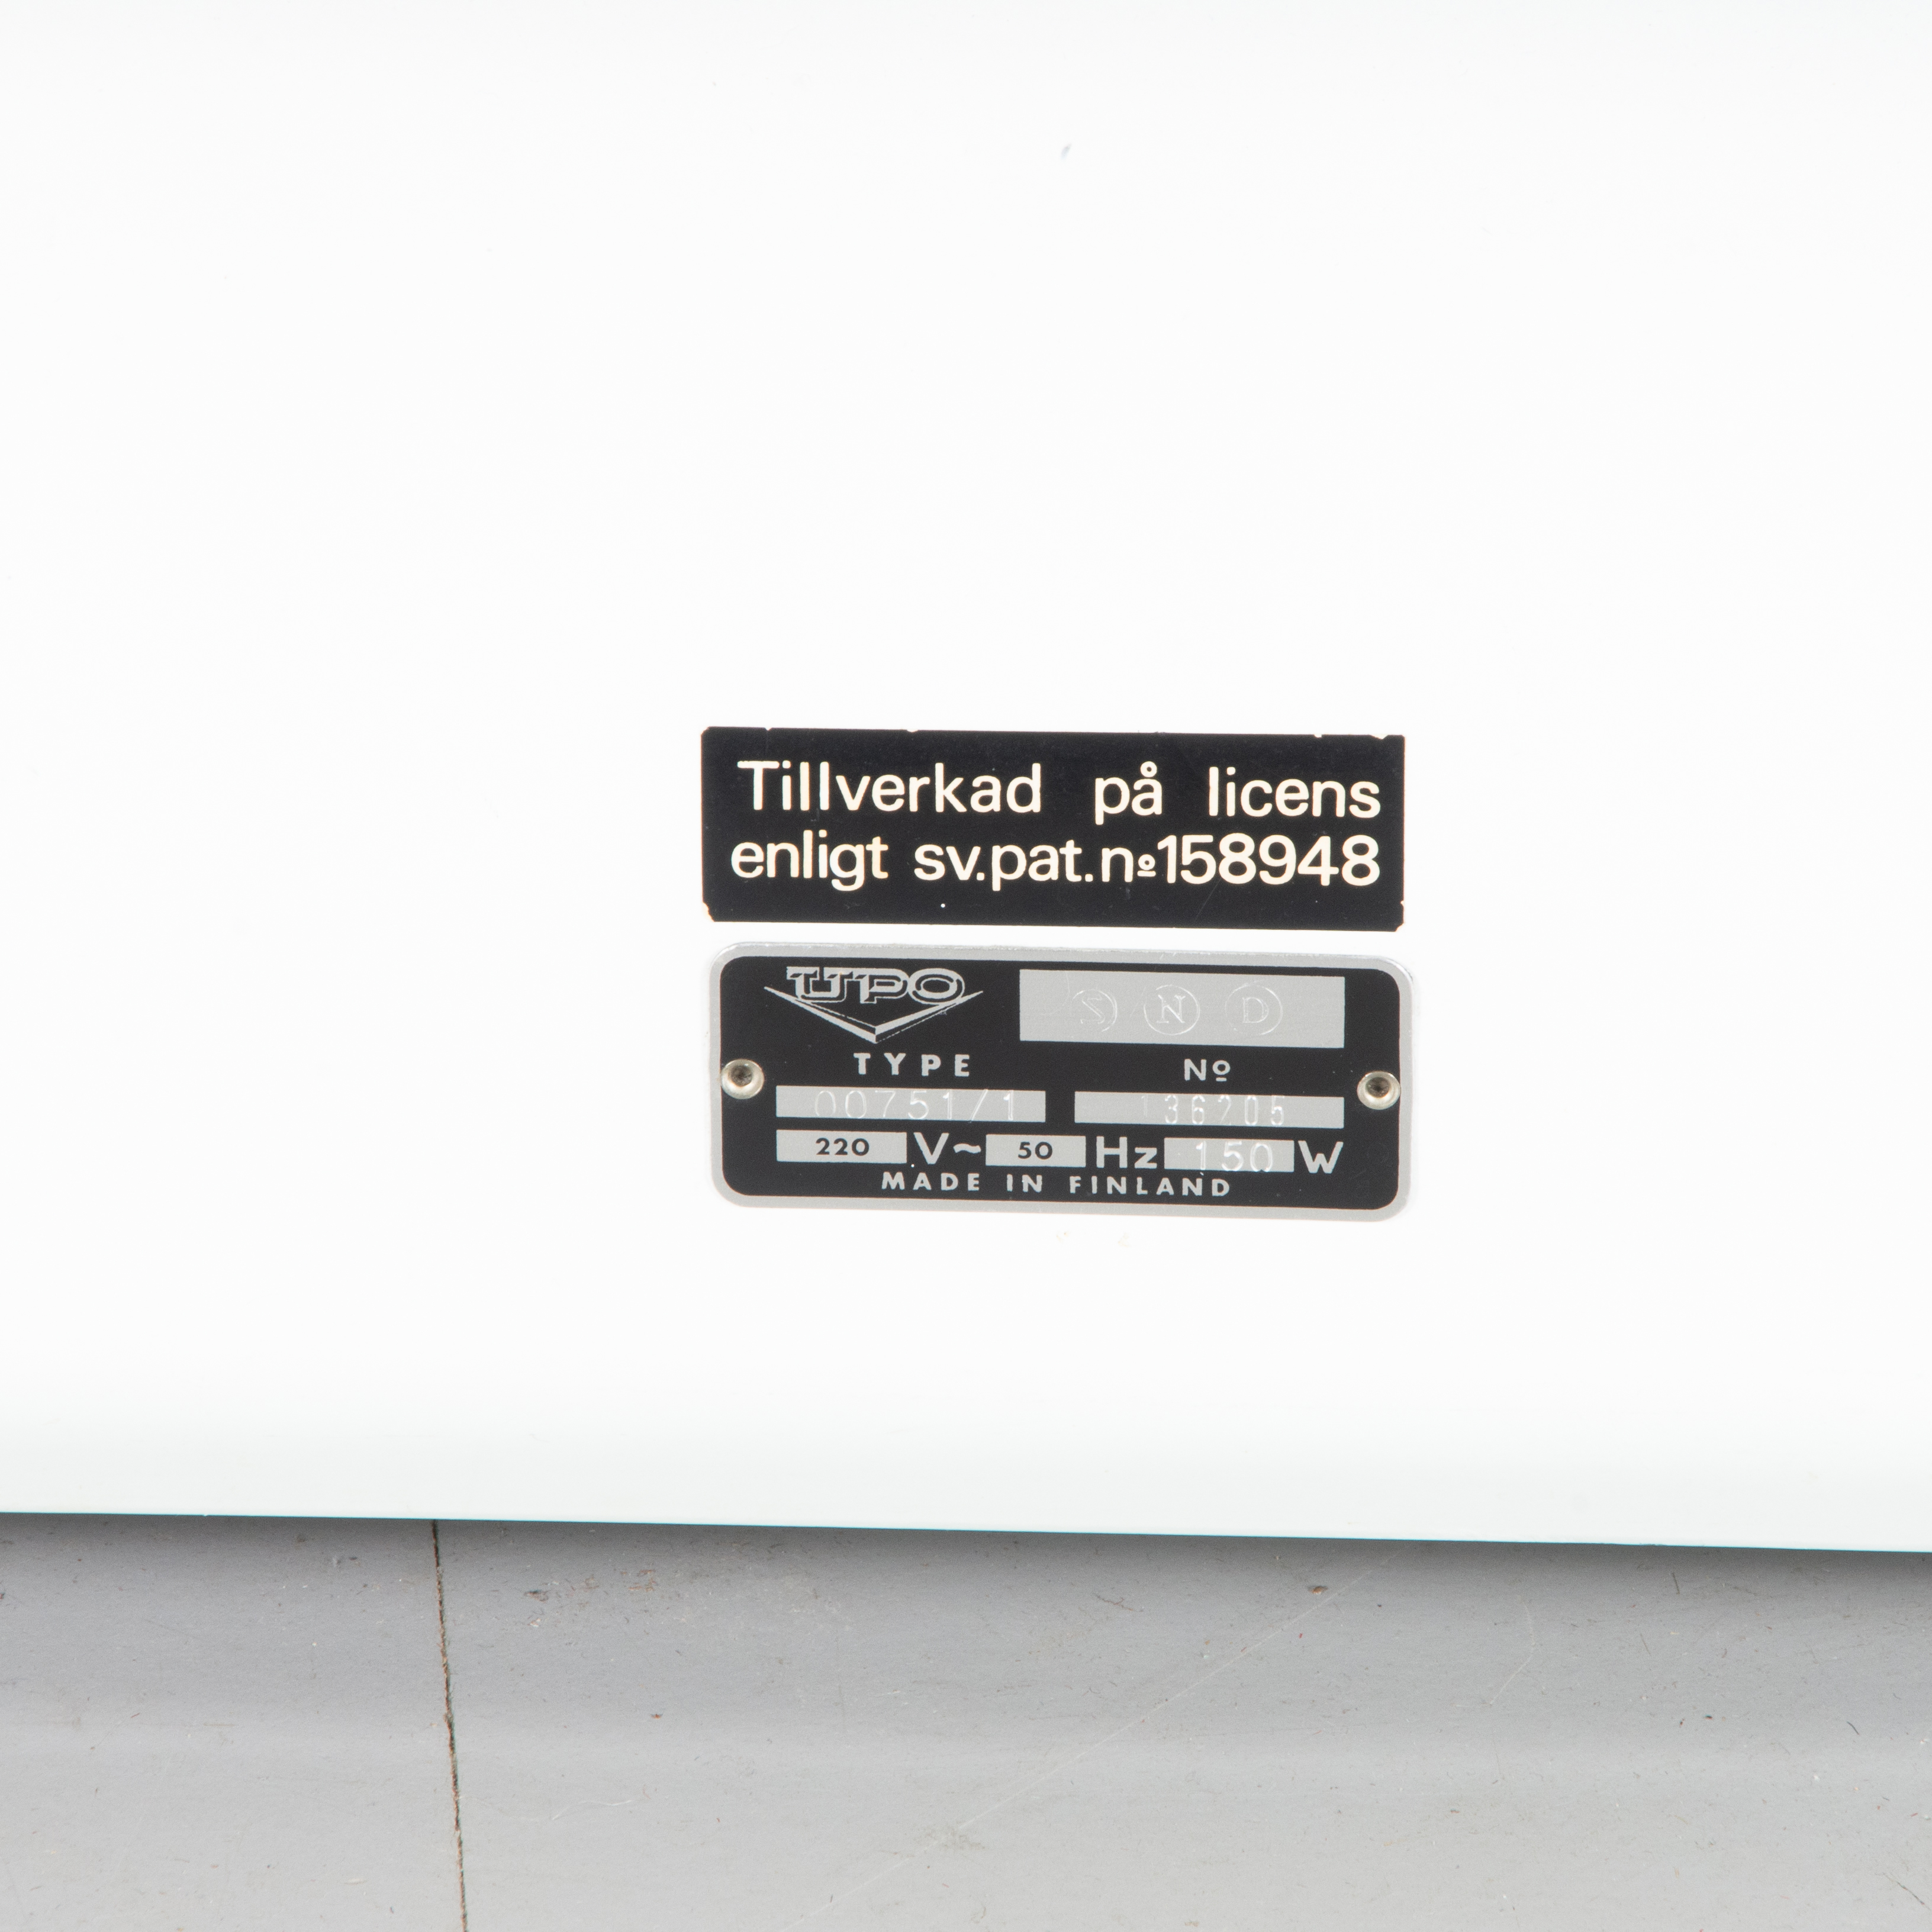 Tillverkad på licens
enligt sv.pat.nº158948
UPO
S N D
TYPE Nº
00751/1 136205
220 V~ 50 Hz 150 W
MADE IN FINLAND